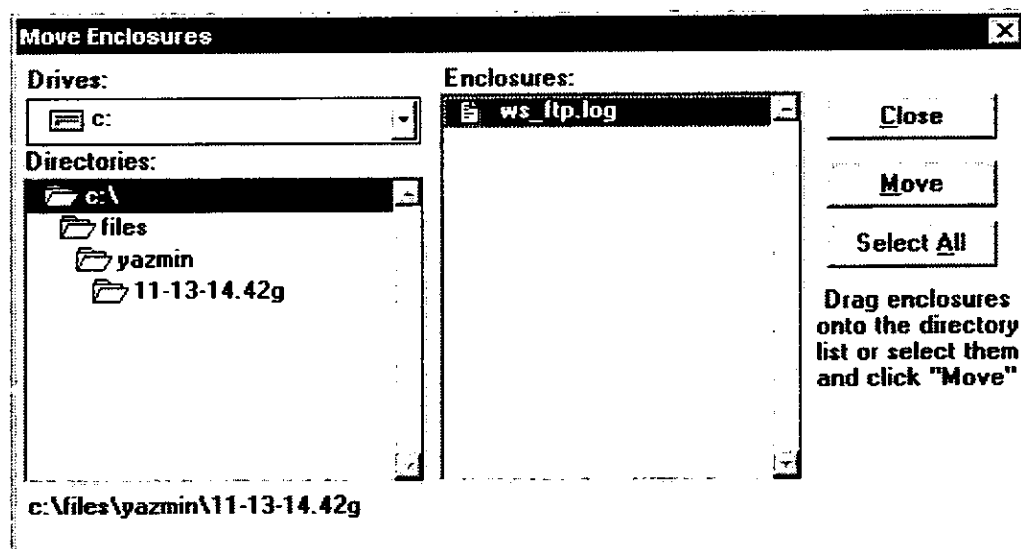 Move Enclosures
Drives:
c:
Directories:
c:\
files
yazmin
11-13-14.42g
c:\files\yazmin\11-13-14.42g
Enclosures:
ws_ftp.log
Close
Move
Select All
Drag enclosures
onto the directory
list or select them
and click "Move"